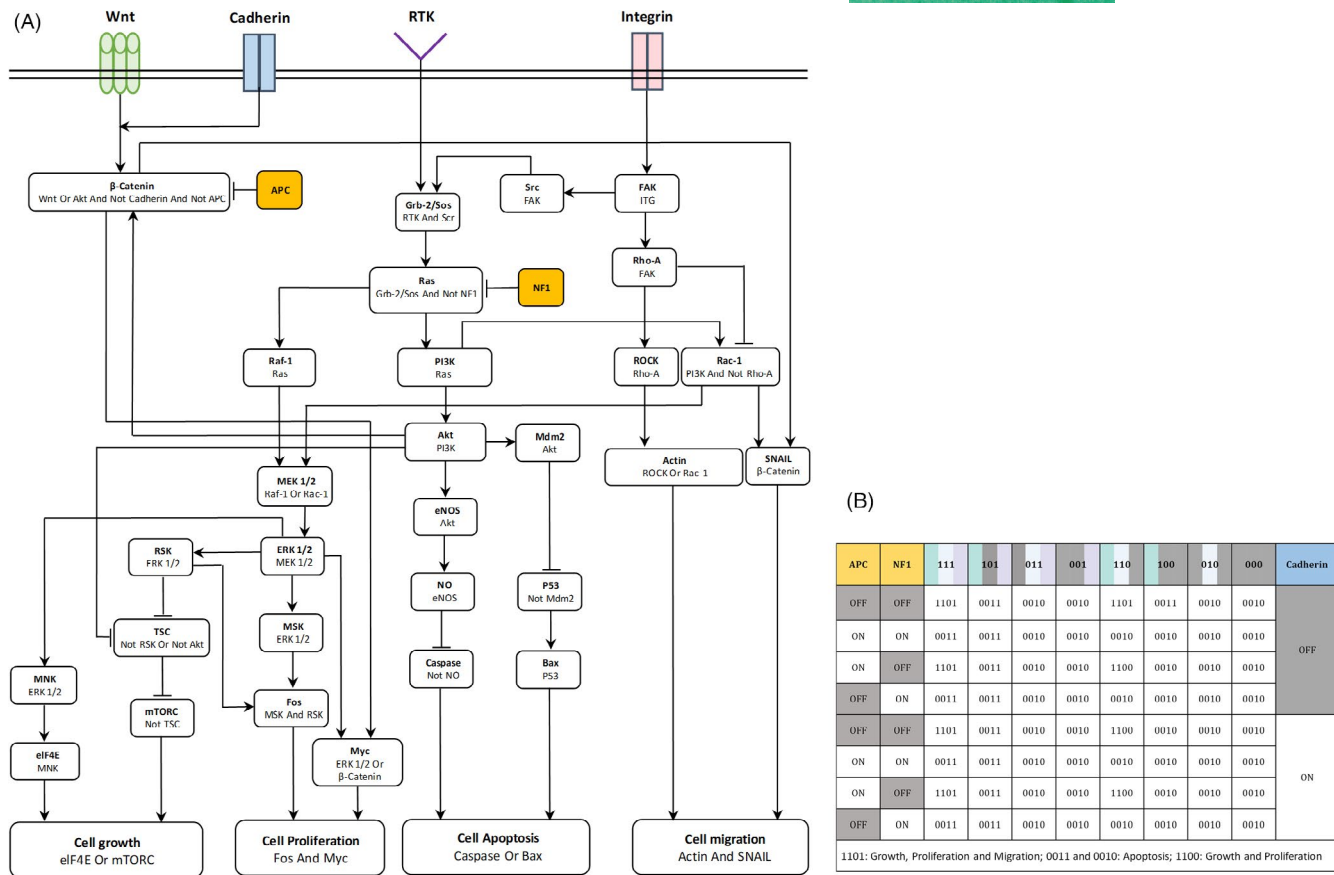 (A)
Wnt
Cadherin
RTK
Integrin
β-Catenin
Wnt Or Akt And Not Cadherin And Not APC
APC
Src
FAK
FAK
ITG
Grb-2/Sos
RTK And Scr
Rho-A
FAK
Ras
Grb-2/Sos And Not NF1
NF1
Raf-1
Ras
PI3K
Ras
ROCK
Rho-A
Rac-1
PI3K And Not Rho-A
Akt
PI3K
Mdm2
Akt
Actin
ROCK Or Rac 1
SNAIL
β-Catenin
MEK 1/2
Raf-1 Or Rac-1
eNOS
Akt
RSK
ERK 1/2
ERK 1/2
MEK 1/2
NO
eNOS
P53
Not Mdm2
TSC
Not RSK Or Not Akt
MSK
ERK 1/2
Caspase
Not NO
Bax
P53
MNK
ERK 1/2
mTORC
Not TSC
Fos
MSK And RSK
eIF4E
MNK
Myc
ERK 1/2 Or
β-Catenin
Cell growth
eIF4E Or mTORC
Cell Proliferation
Fos And Myc
Cell Apoptosis
Caspase Or Bax
Cell migration
Actin And SNAIL
(B)
APC NF1 111 101 011 001 110 100 010 000 Cadherin
OFF OFF 1101 0011 0010 0010 1101 0011 0010 0010
ON ON 0011 0011 0010 0010 0010 0010 0010 0010
OFF
ON OFF 1101 0011 0010 0010 1100 0010 0010 0010
OFF ON 0011 0011 0010 0010 0010 0010 0010 0010
OFF OFF 1101 0011 0010 0010 1100 0010 0010 0010
ON ON 0011 0011 0010 0010 0010 0010 0010 0010
ON
ON OFF 1101 0011 0010 0010 1100 0010 0010 0010
OFF ON 0011 0011 0010 0010 0010 0010 0010 0010
1101: Growth, Proliferation and Migration; 0011 and 0010: Apoptosis; 1100: Growth and Proliferation